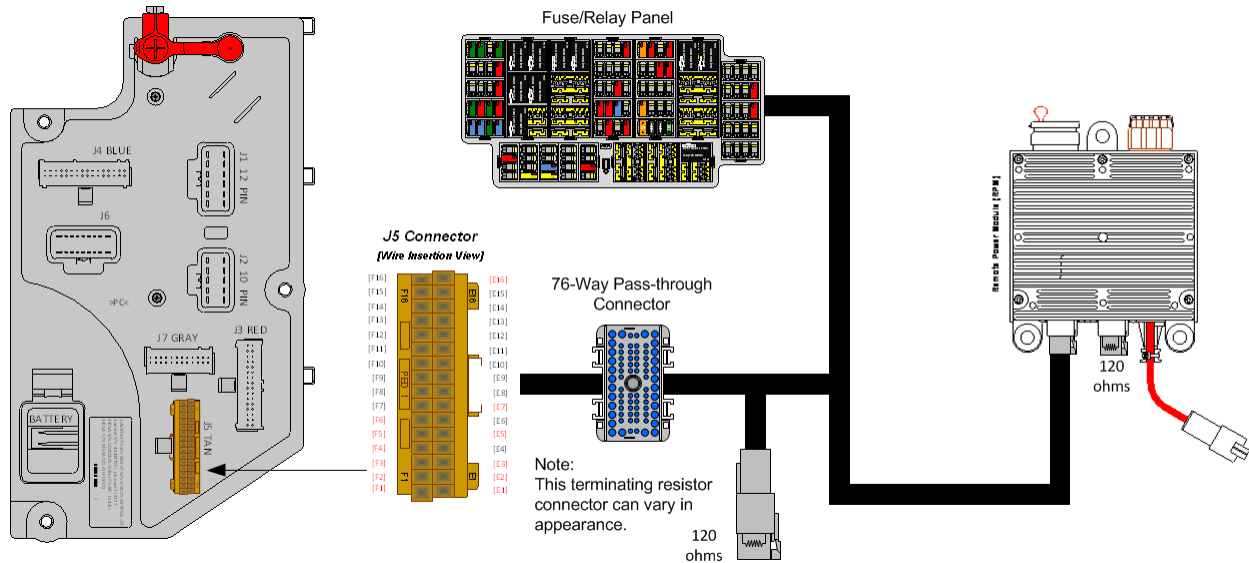 Fuse/Relay Panel
J4 BLUE
J1 12 PIN
J6
J2 10 PIN
>PC<
J3 RED
J7 GRAY
J5 TAN
BATTERY
J5 Connector
[Wire Insertion View]
[F16]
[F15]
[F14]
[F13]
[F12]
[F11]
[F10]
[F9]
[F8]
[F7]
[F6]
[F5]
[F4]
[F3]
[F2]
[F1]
F16
E16
PED 1
F1
E1
[E16]
[E15]
[E14]
[E13]
[E12]
[E11]
[E10]
[E9]
[E8]
[E7]
[E6]
[E5]
[E4]
[E3]
[E2]
[E1]
76-Way Pass-through
Connector
Note:
This terminating resistor
connector can vary in
appearance.
120
ohms
Remote Power Module [RPM]
120
ohms